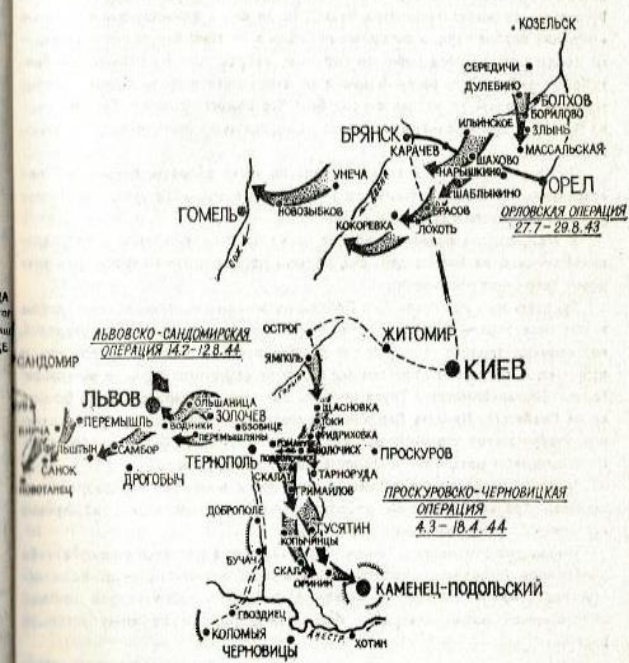 КОЗЕЛЬСК
СЕРЕДИЧИ
ДУЛЕБИНО
БОЛХОВ
БОРИЛОВО
ИЛЬИНСКОЕ
ЗЛЫНЬ
БРЯНСК
КАРАЧЕВ
МАССАЛЬСКАЯ
ШАХОВО
НАРЫШКИНО
ОРЕЛ
УНЕЧА
ШАБЛЫКИНО
НОВОЗЫБКОВ
БРАСОВ
ГОМЕЛЬ
КОКОРЕВКА
ЛОКОТЬ
ОРЛОВСКАЯ ОПЕРАЦИЯ
27.7-29.8.43
ЛЬВОВСКО-САНДОМИРСКАЯ
ОПЕРАЦИЯ 14.7-12.8.44
ОСТРОГ
ЖИТОМИР
ЯМПОЛЬ
КИЕВ
САНДОМИР
ЛЬВОВ
ОЛЬШАНИЦА
ЗОЛОЧЕВ
ЩАСНОВКА
ТОКИ
ПЕРЕМЫШЛЬ
ВОДНИКИ
ПЕРЕМЫШЛЯНЫ
ФРИДРИХОВКА
ВОЛОЧИСК
ПРОСКУРОВ
САМБОР
САНОК
ДРОГОБЫЧ
ТЕРНОПОЛЬ
СКАЛАТ
ТАРНОРУДА
НОВОТАНЕЦ
ГРИМАЙЛОВ
ПРОСКУРОВСКО-ЧЕРНОВИЦКАЯ
ОПЕРАЦИЯ
4.3-18.4.44
ДОБРОПОЛЕ
ГУСЯТИН
КОПЫЧИНЦЫ
БУЧАЧ
СКАЛА
ОРИНИН
КАМЕНЕЦ-ПОДОЛЬСКИЙ
ГВОЗДИЕЦ
КОЛОМЫЯ
ЧЕРНОВИЦЫ
ДНЕСТР
ХОТИН